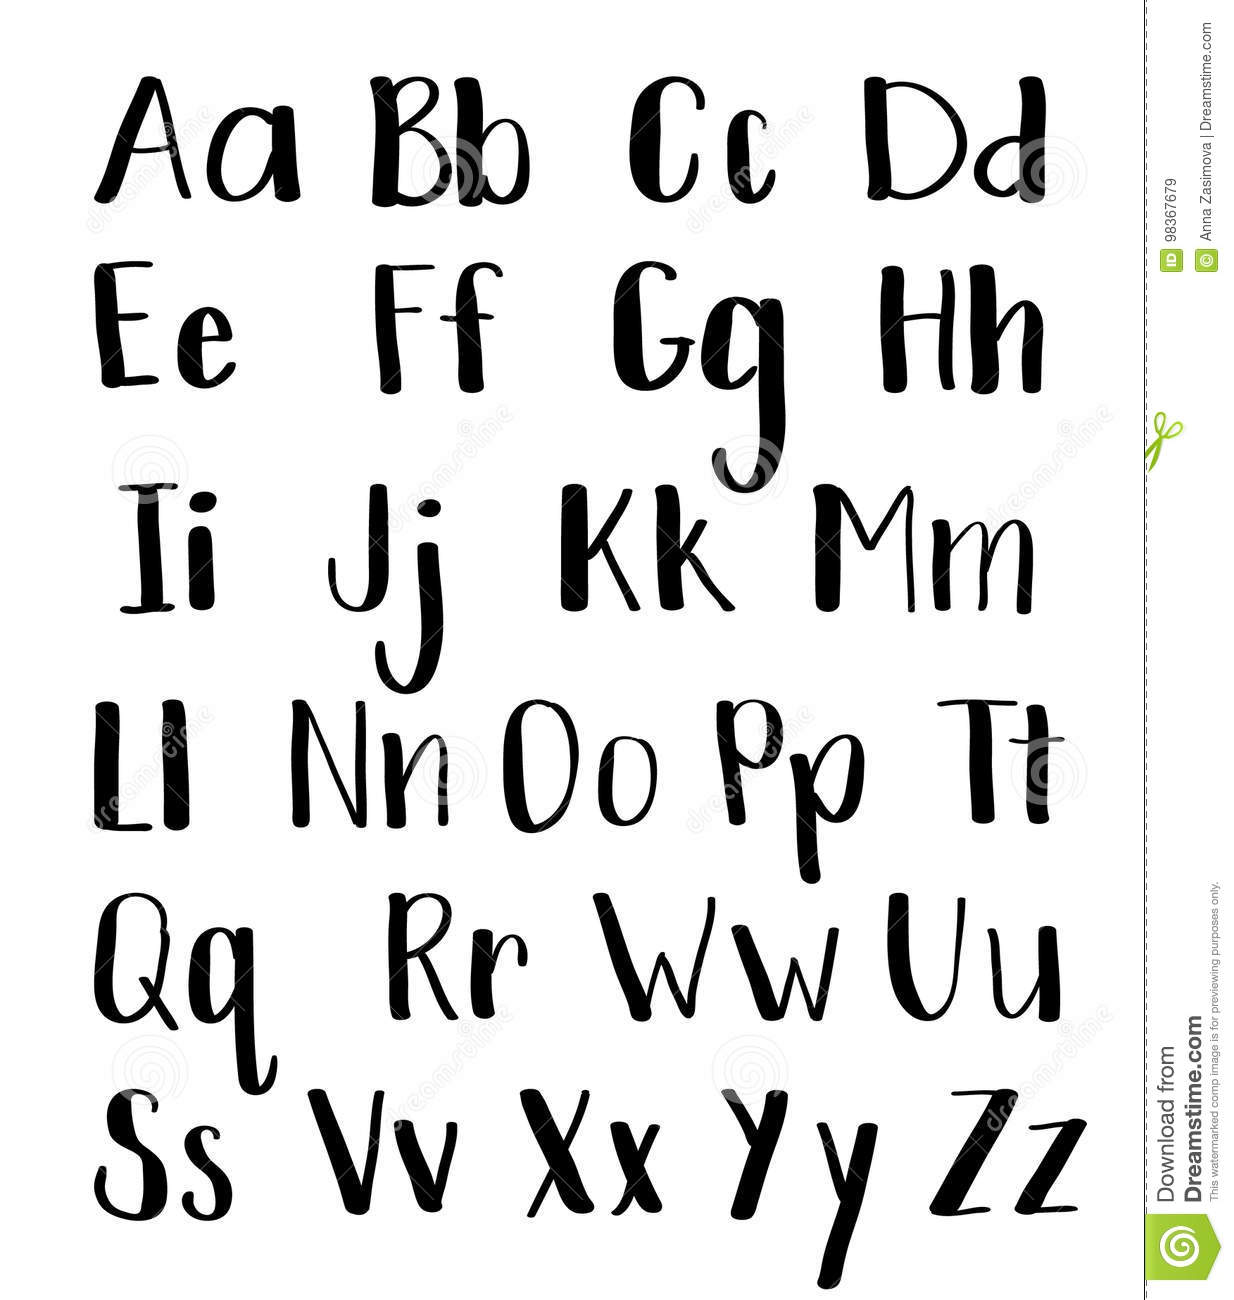 Aa Bb Cc Dd
Ee Ff Gg Hh
Ii Jj Kk Mm
Ll Nn Oo Pp Tt
Qq Rr Ww Uu
Ss Vv Xx Yy Zz
ID 98367679
© Anna Zasimova | Dreamstime.com
Download from
Dreamstime.com
This watermarked comp image is for previewing purposes only.
dreamstime